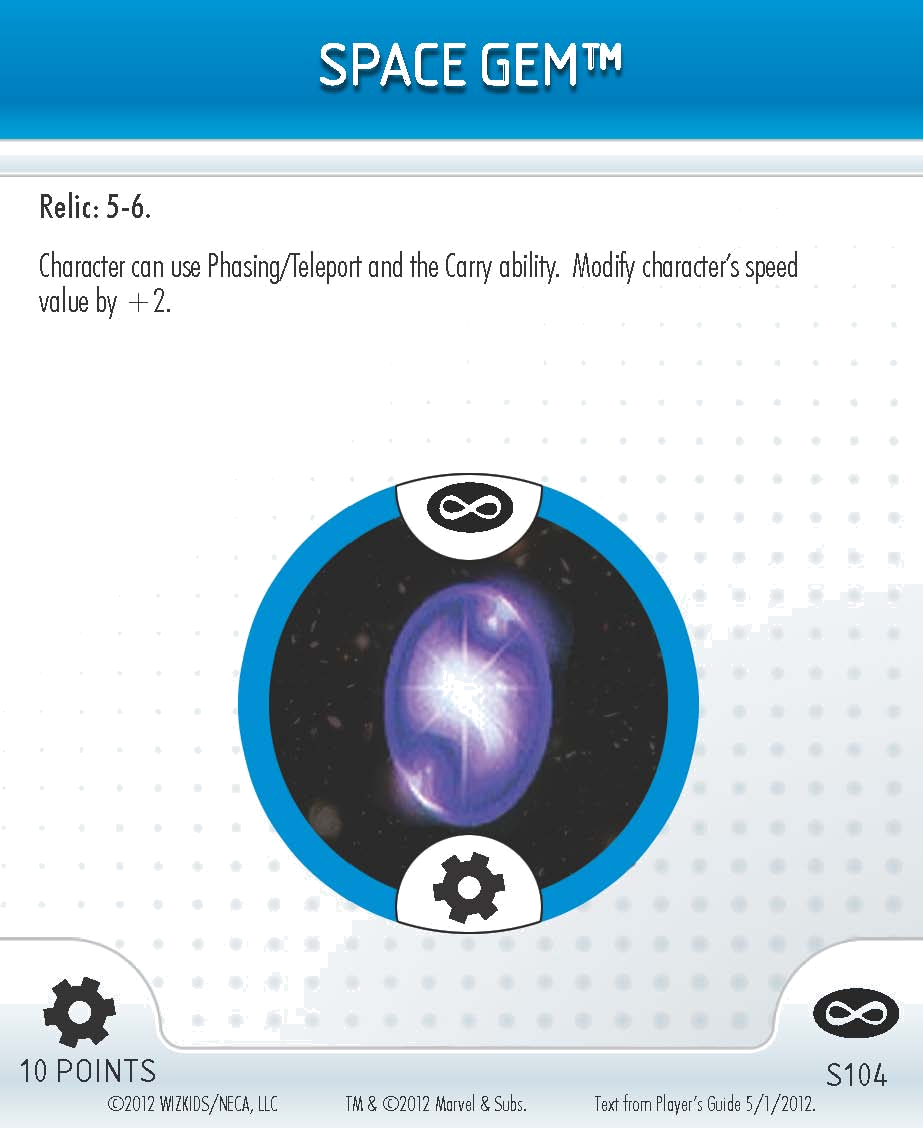 SPACE GEM™
Relic: 5-6.
Character can use Phasing/Teleport and the Carry ability.  Modify character's speed
value by +2.
10 POINTS
S104
©2012 WIZKIDS/NECA, LLC
TM & ©2012 Marvel & Subs.
Text from Player's Guide 5/1/2012.